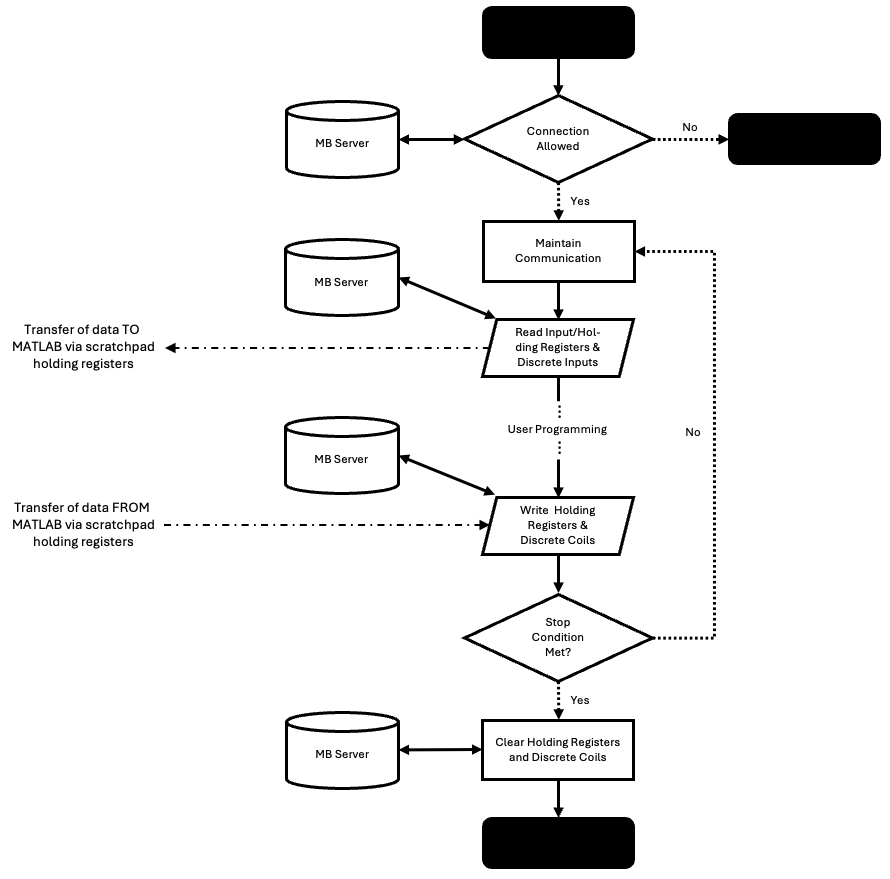 Connection
Allowed
MB Server
No
Yes
Maintain
Communication
MB Server
Read Input/Hol-
ding Registers &
Discrete Inputs
Transfer of data TO
MATLAB via scratchpad
holding registers
User Programming
No
MB Server
Transfer of data FROM
MATLAB via scratchpad
holding registers
Write Holding
Registers &
Discrete Coils
Stop
Condition
Met?
Yes
MB Server
Clear Holding Registers
and Discrete Coils